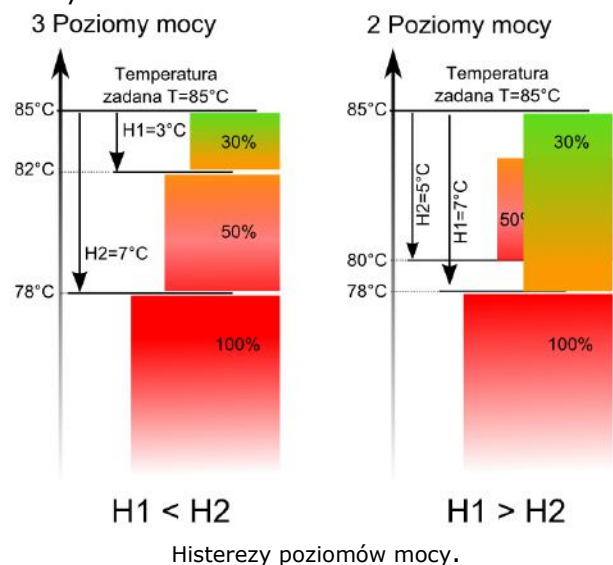 3 Poziomy mocy
Temperatura
zadana T=85°C
85°C
H1=3°C
30%
82°C
50%
H2=7°C
78°C
100%
H1 < H2
2 Poziomy mocy
Temperatura
zadana T=85°C
85°C
30%
H2=5°C
H1=7°C
50%
80°C
78°C
100%
H1 > H2
Histerezy poziomów mocy.